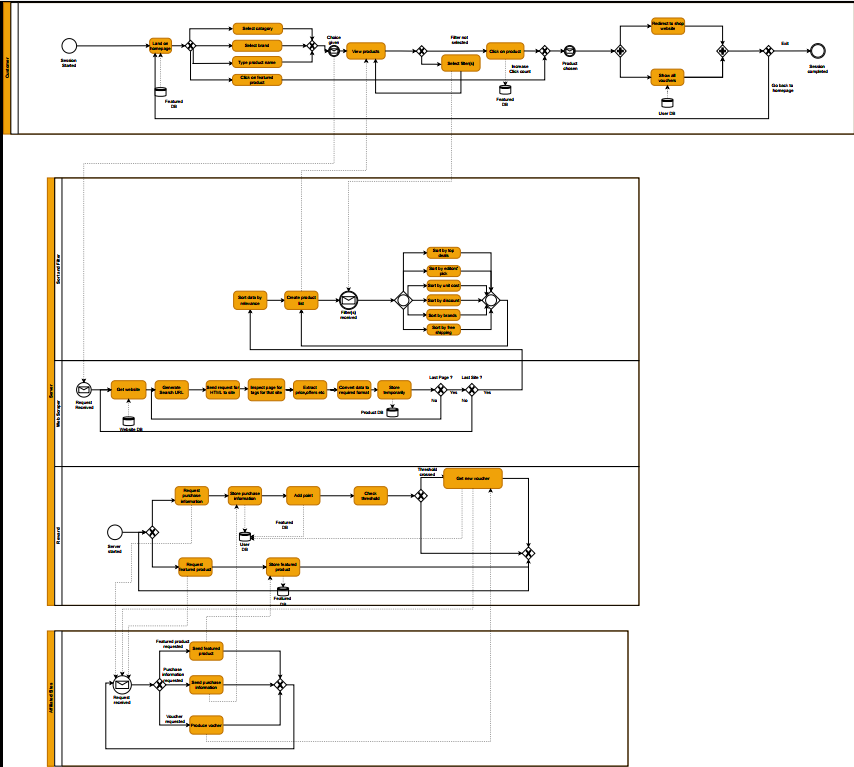 Customer
Session
Started
Land on
homepage
Featured
DB
Select category
Select brand
Type product name
Click on featured
product
Choice
given
View products
Filter not
selected
Select filter(s)
Click on product
Increase
Click count
Featured
DB
Product
chosen
Redirect to shop
website
Show all
vouchers
User DB
Exit
Go back to
homepage
Session
completed
Server
Sort and Filter
Sort data by
relevance
Create product
list
Filter(s)
received
Sort by top
deals
Sort by editors'
pick
Sort by unit cost
Sort by discount
Sort by brands
Sort by free
shipping
Web Scraper
Request
Received
Get website
Website DB
Generate
Search URL
Send request for
HTML to site
Inspect page for
tags for that site
Extract
price,offers etc
Convert data to
required format
Store
temporarily
Product DB
Last Page ?
Yes
No
Last Site ?
Yes
No
Reward
Server
started
Request
purchase
information
Store purchase
information
User
DB
Add point
Featured
DB
Check
threshold
Threshold
crossed
Get new voucher
Request
featured product
Store featured
product
Featured
DB
Affiliated Sites
Request
received
Featured product
requested
Send featured
product
Purchase
information
requested
Send purchase
information
Voucher
requested
Produce vocher